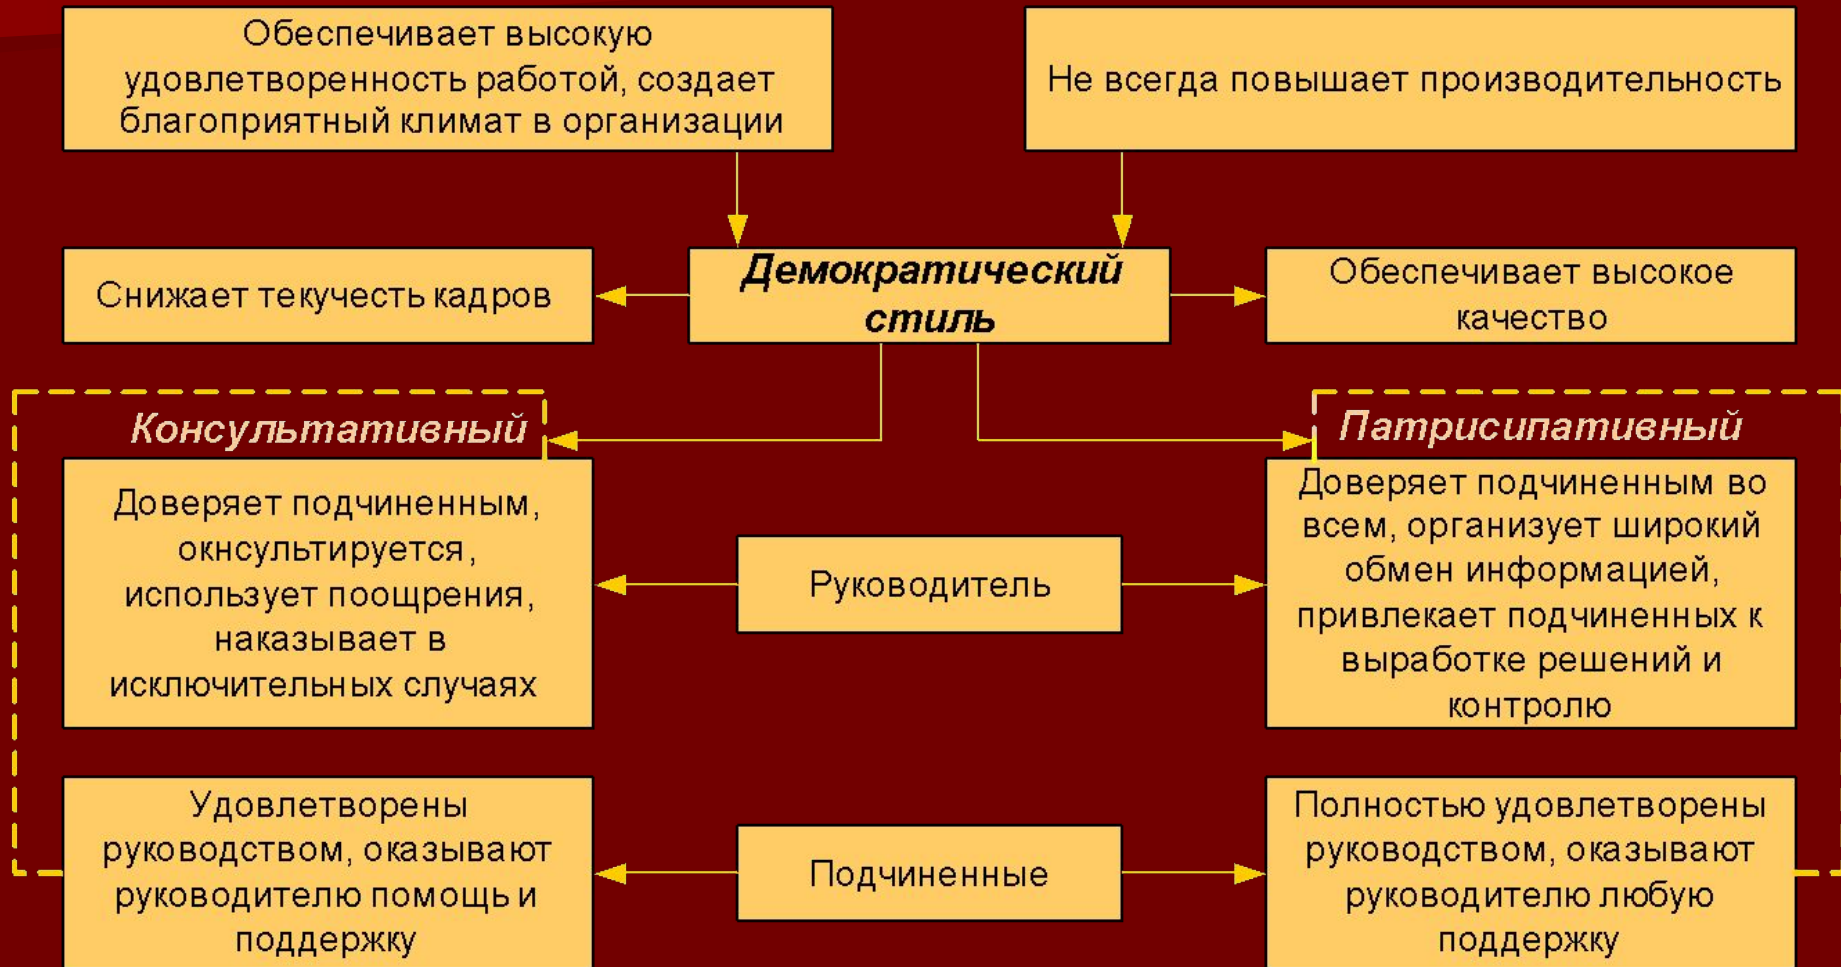 Обеспечивает высокую
удовлетворенность работой, создает
благоприятный климат в организации
Не всегда повышает производительность
Снижает текучесть кадров
Демократический
стиль
Обеспечивает высокое
качество
Консультативный
Патрисипативный
Доверяет подчиненным,
окнсультируется,
использует поощрения,
наказывает в
исключительных случаях
Руководитель
Доверяет подчиненным во
всем, организует широкий
обмен информацией,
привлекает подчиненных к
выработке решений и
контролю
Удовлетворены
руководством, оказывают
руководителю помощь и
поддержку
Подчиненные
Полностью удовлетворены
руководством, оказывают
руководителю любую
поддержку